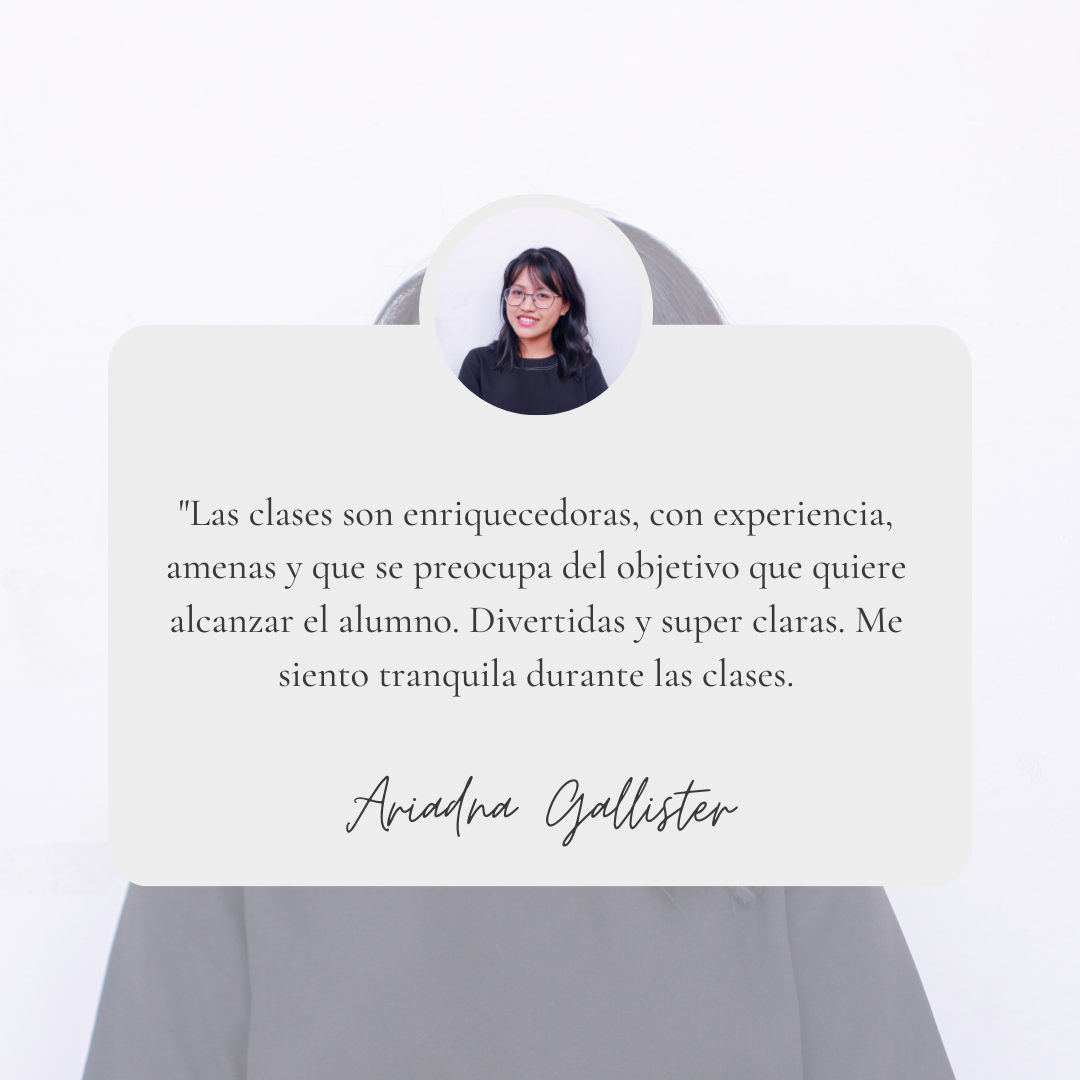 "Las clases son enriquecedoras, con experiencia,
amenas y que se preocupa del objetivo que quiere
alcanzar el alumno. Divertidas y super claras. Me
siento tranquila durante las clases.
Ariadna Gallister